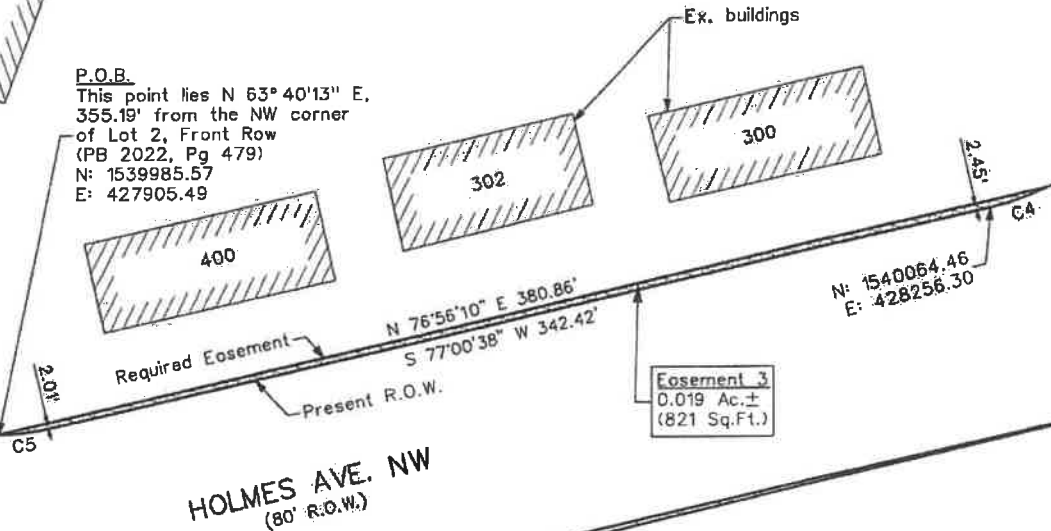 Ex. buildings
P.O.B.
This point lies N 63° 40'13" E,
355.19' from the NW corner
of Lot 2, Front Row
(PB 2022, Pg 479)
N: 1539985.57
E: 427905.49
300
302
400
2.45'
C4
N: 1540064.46
E: 428256.30
N 76°56'10" E 380.86'
S 77°00'38" W 342.42'
Required Easement
Present R.O.W.
Easement 3
0.019 Ac.±
(821 Sq.Ft.)
2.01'
C5
HOLMES AVE. NW
(80' R.O.W.)